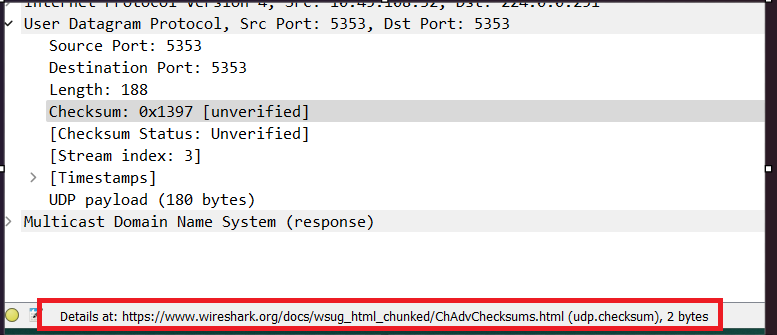 Internet Protocol Version 4, Src: 10.45.108.52, Dst: 224.0.0.251
User Datagram Protocol, Src Port: 5353, Dst Port: 5353
Source Port: 5353
Destination Port: 5353
Length: 188
Checksum: 0x1397 [unverified]
[Checksum Status: Unverified]
[Stream index: 3]
[Timestamps]
UDP payload (180 bytes)
Multicast Domain Name System (response)
Details at: https://www.wireshark.org/docs/wsug_html_chunked/ChAdvChecksums.html (udp.checksum), 2 bytes